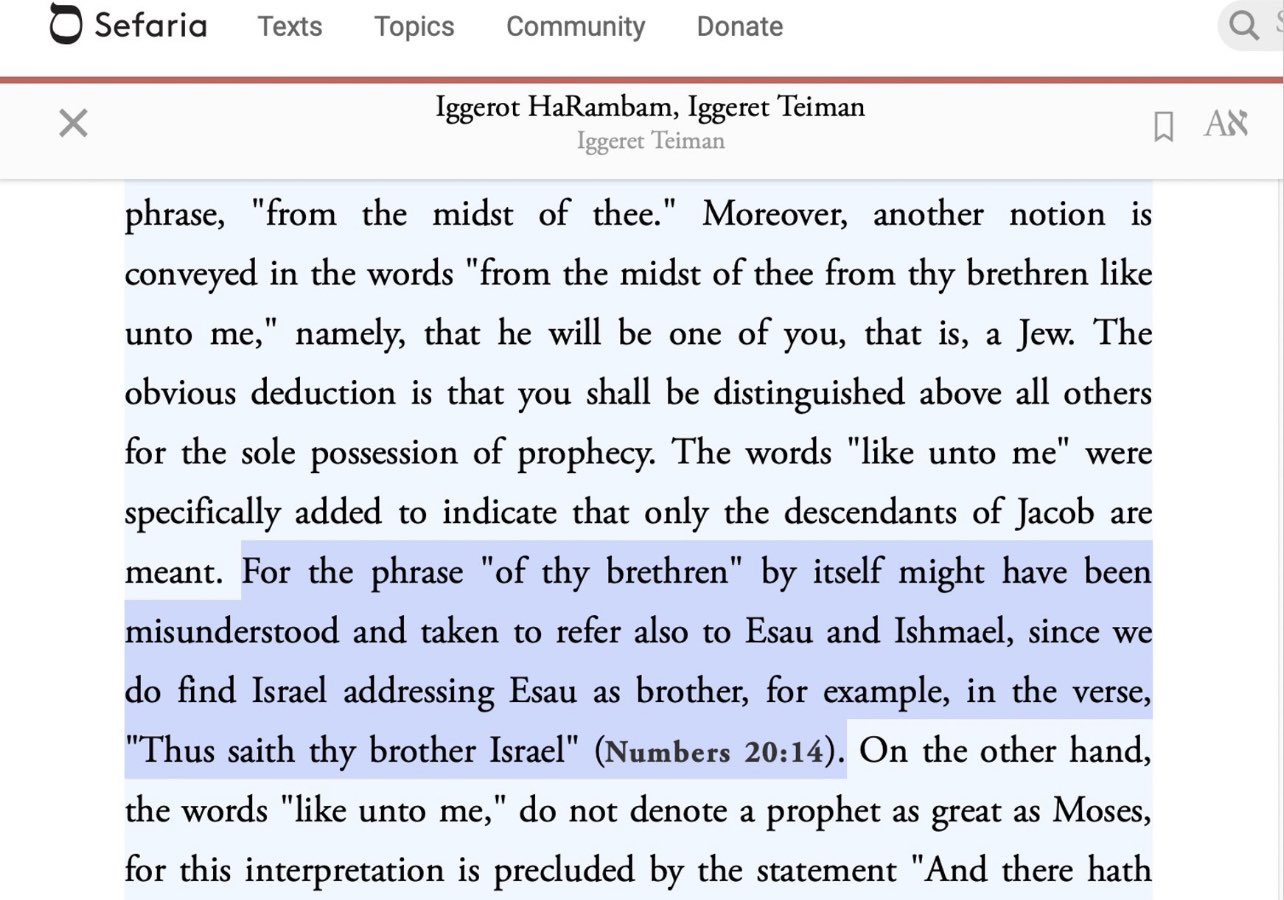 Sefaria Texts Topics Community Donate
Iggerot HaRambam, Iggeret Teiman
Iggeret Teiman
phrase, "from the midst of thee." Moreover, another notion is
conveyed in the words "from the midst of thee from thy brethren like
unto me," namely, that he will be one of you, that is, a Jew. The
obvious deduction is that you shall be distinguished above all others
for the sole possession of prophecy. The words "like unto me" were
specifically added to indicate that only the descendants of Jacob are
meant. For the phrase "of thy brethren" by itself might have been
misunderstood and taken to refer also to Esau and Ishmael, since we
do find Israel addressing Esau as brother, for example, in the verse,
"Thus saith thy brother Israel" (Numbers 20:14). On the other hand,
the words "like unto me," do not denote a prophet as great as Moses,
for this interpretation is precluded by the statement "And there hath